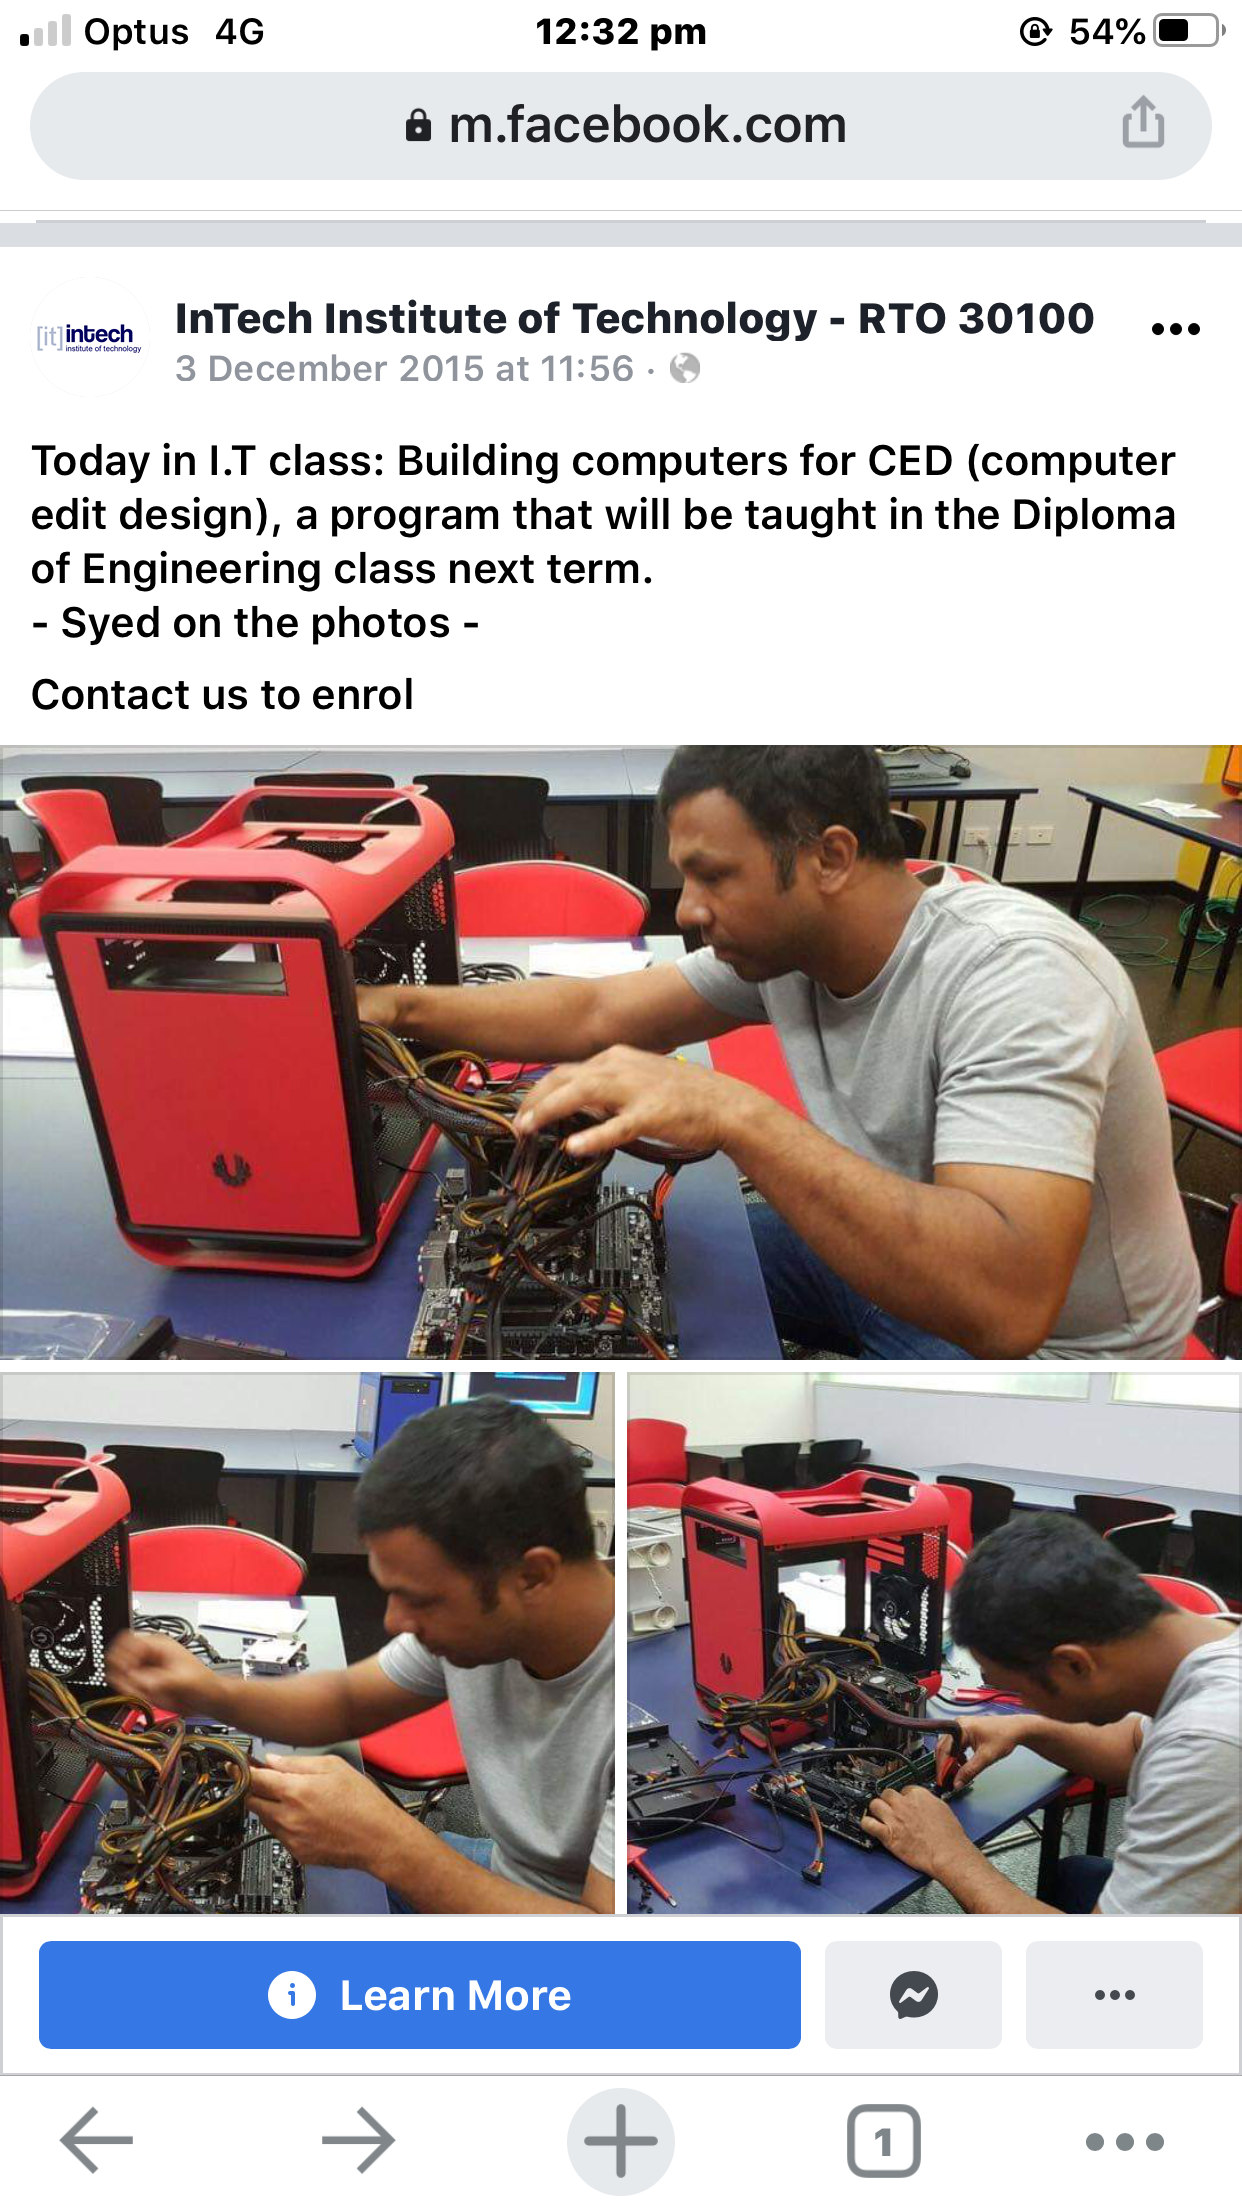 Optus 4G 12:32 pm 54%
m.facebook.com
[it] intech
institute of technology
InTech Institute of Technology - RTO 30100
3 December 2015 at 11:56 ·
Today in I.T class: Building computers for CED (computer
edit design), a program that will be taught in the Diploma
of Engineering class next term.
- Syed on the photos -
Contact us to enrol
Learn More
1